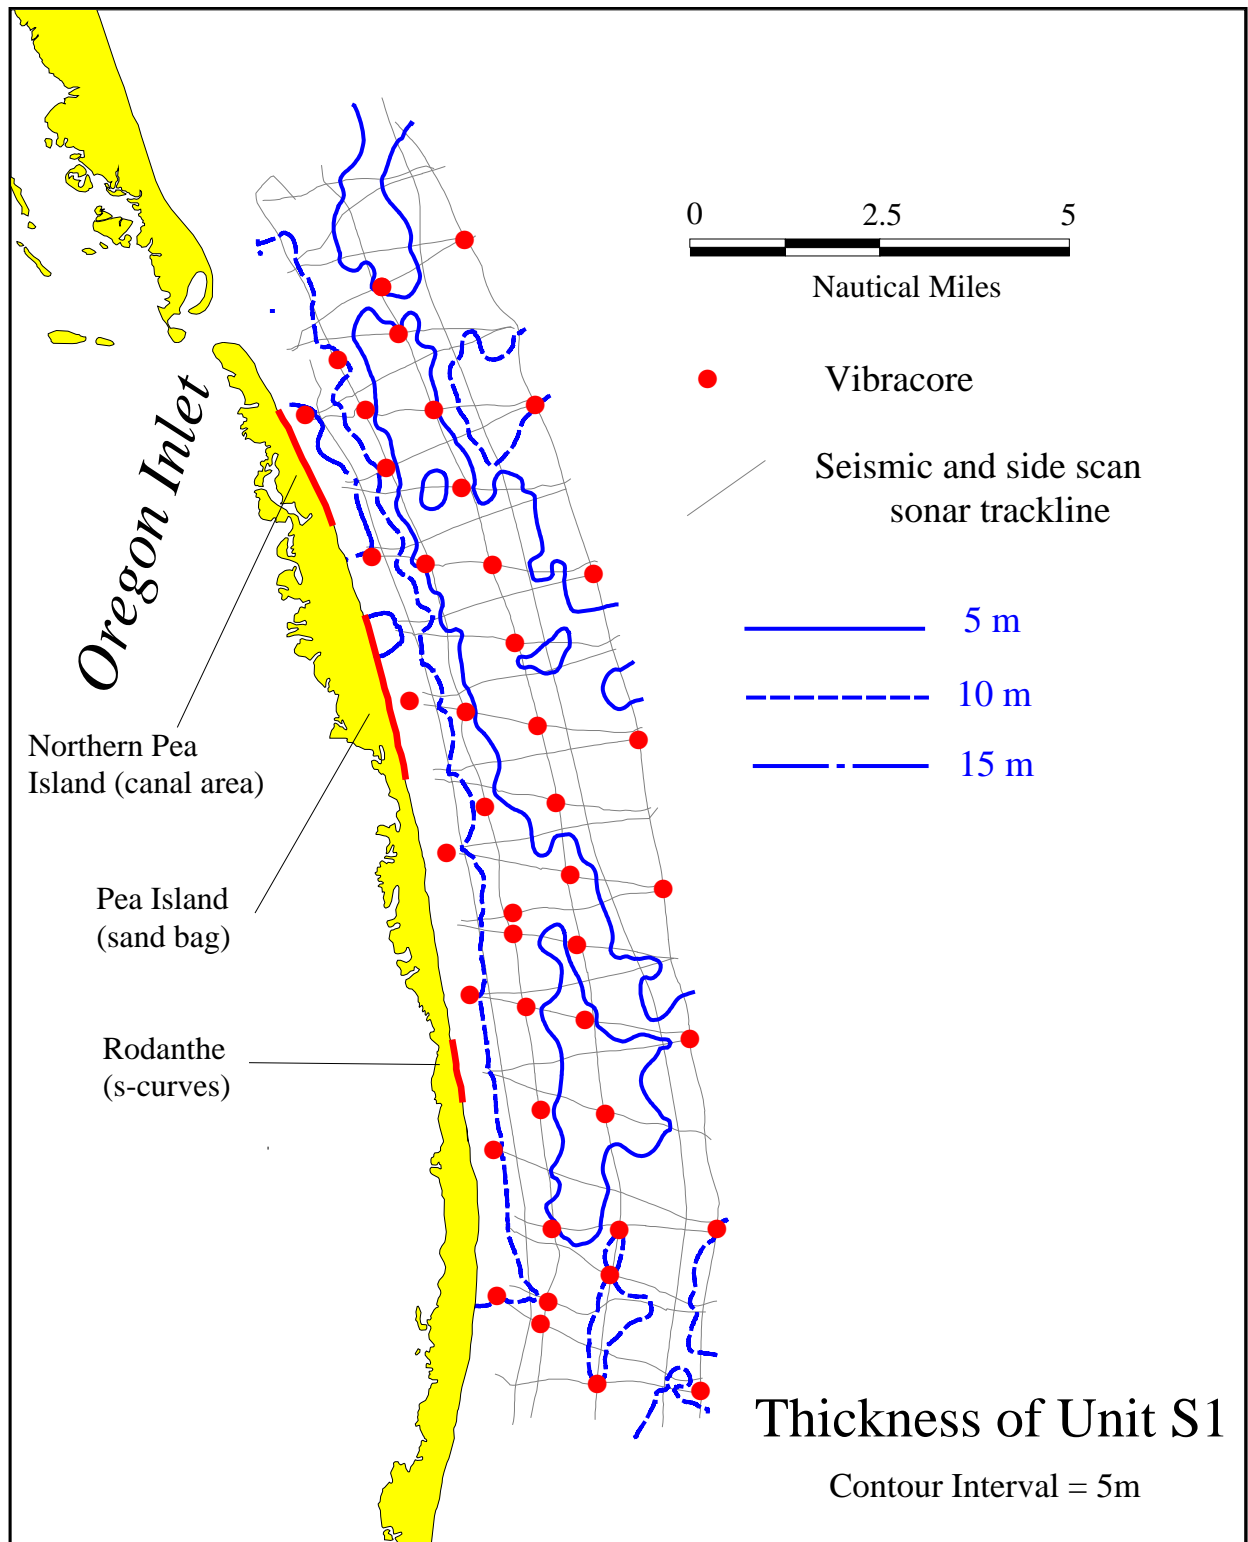 0 2.5 5
Nautical Miles
Vibracore
Seismic and side scan
sonar trackline
5 m
10 m
15 m
Oregon Inlet
Northern Pea
Island (canal area)
Pea Island
(sand bag)
Rodanthe
(s-curves)
Thickness of Unit S1
Contour Interval = 5m